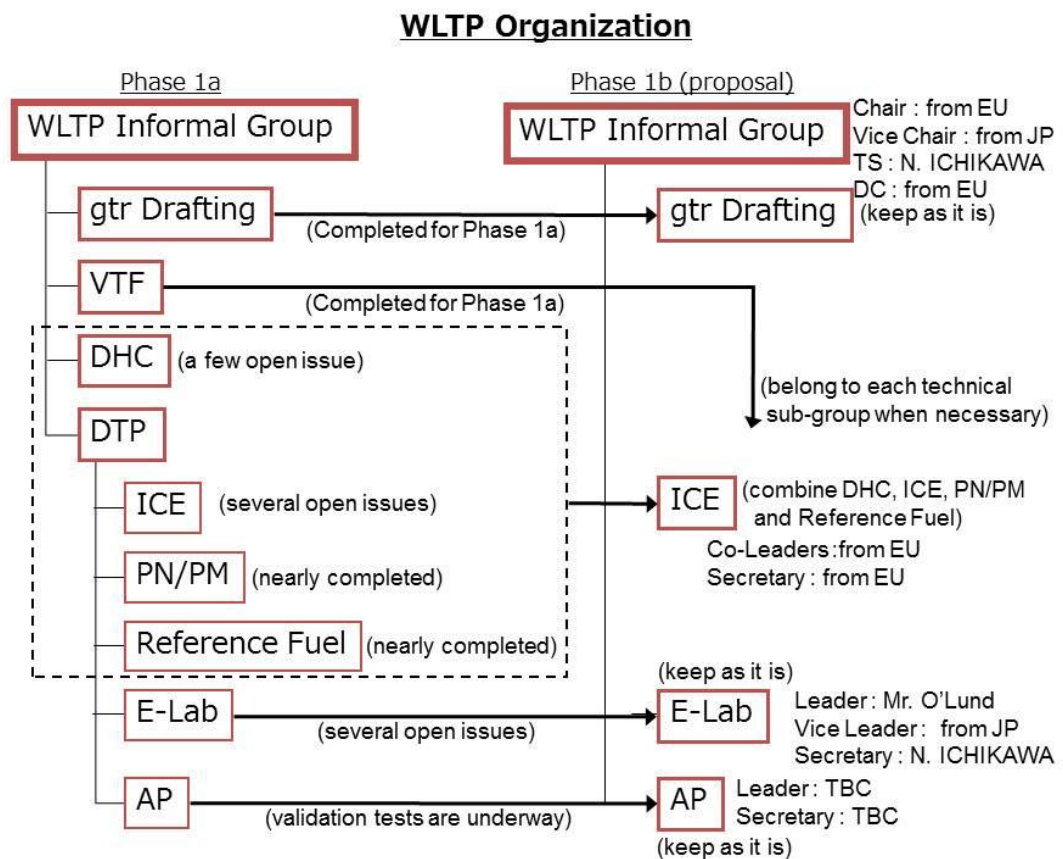 WLTP Organization
Phase 1a
Phase 1b (proposal)
WLTP Informal Group
WLTP Informal Group
Chair : from EU
Vice Chair : from JP
TS : N. ICHIKAWA
DC : from EU
(keep as it is)
gtr Drafting
(Completed for Phase 1a)
gtr Drafting
VTF
(Completed for Phase 1a)
DHC
(a few open issue)
(belong to each technical
sub-group when necessary)
DTP
ICE
(several open issues)
ICE
(combine DHC, ICE, PN/PM
and Reference Fuel)
Co-Leaders :from EU
Secretary : from EU
PN/PM
(nearly completed)
Reference Fuel
(nearly completed)
(keep as it is)
E-Lab
(several open issues)
E-Lab
Leader : Mr. O'Lund
Vice Leader : from JP
Secretary : N. ICHIKAWA
AP
(validation tests are underway)
AP
Leader : TBC
Secretary : TBC
(keep as it is)